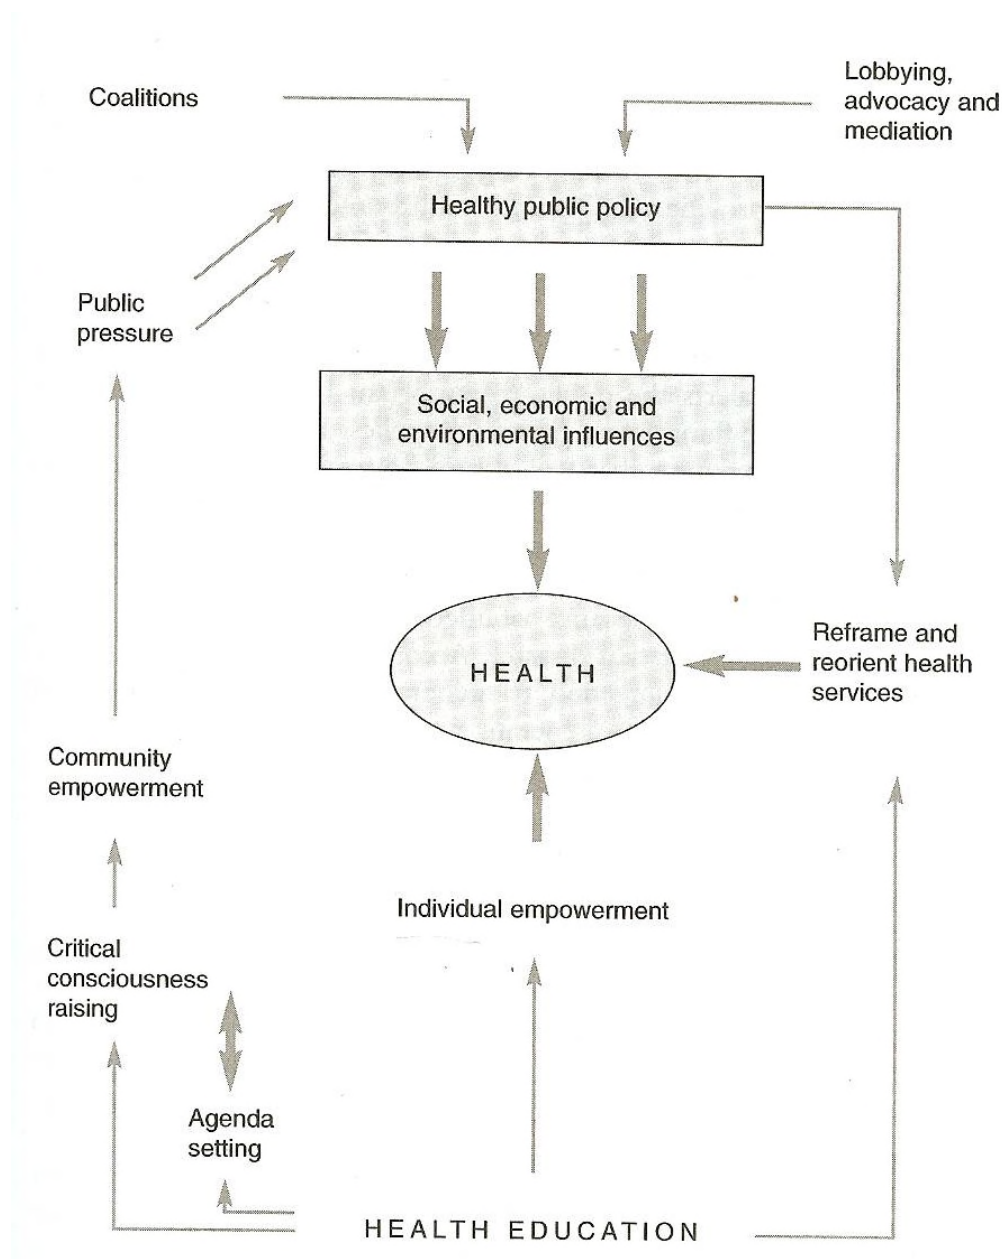 Coalitions
Lobbying,
advocacy and
mediation
Healthy public policy
Public
pressure
Social, economic and
environmental influences
HEALTH
Reframe and
reorient health
services
Community
empowerment
Individual empowerment
Critical
consciousness
raising
Agenda
setting
HEALTH EDUCATION